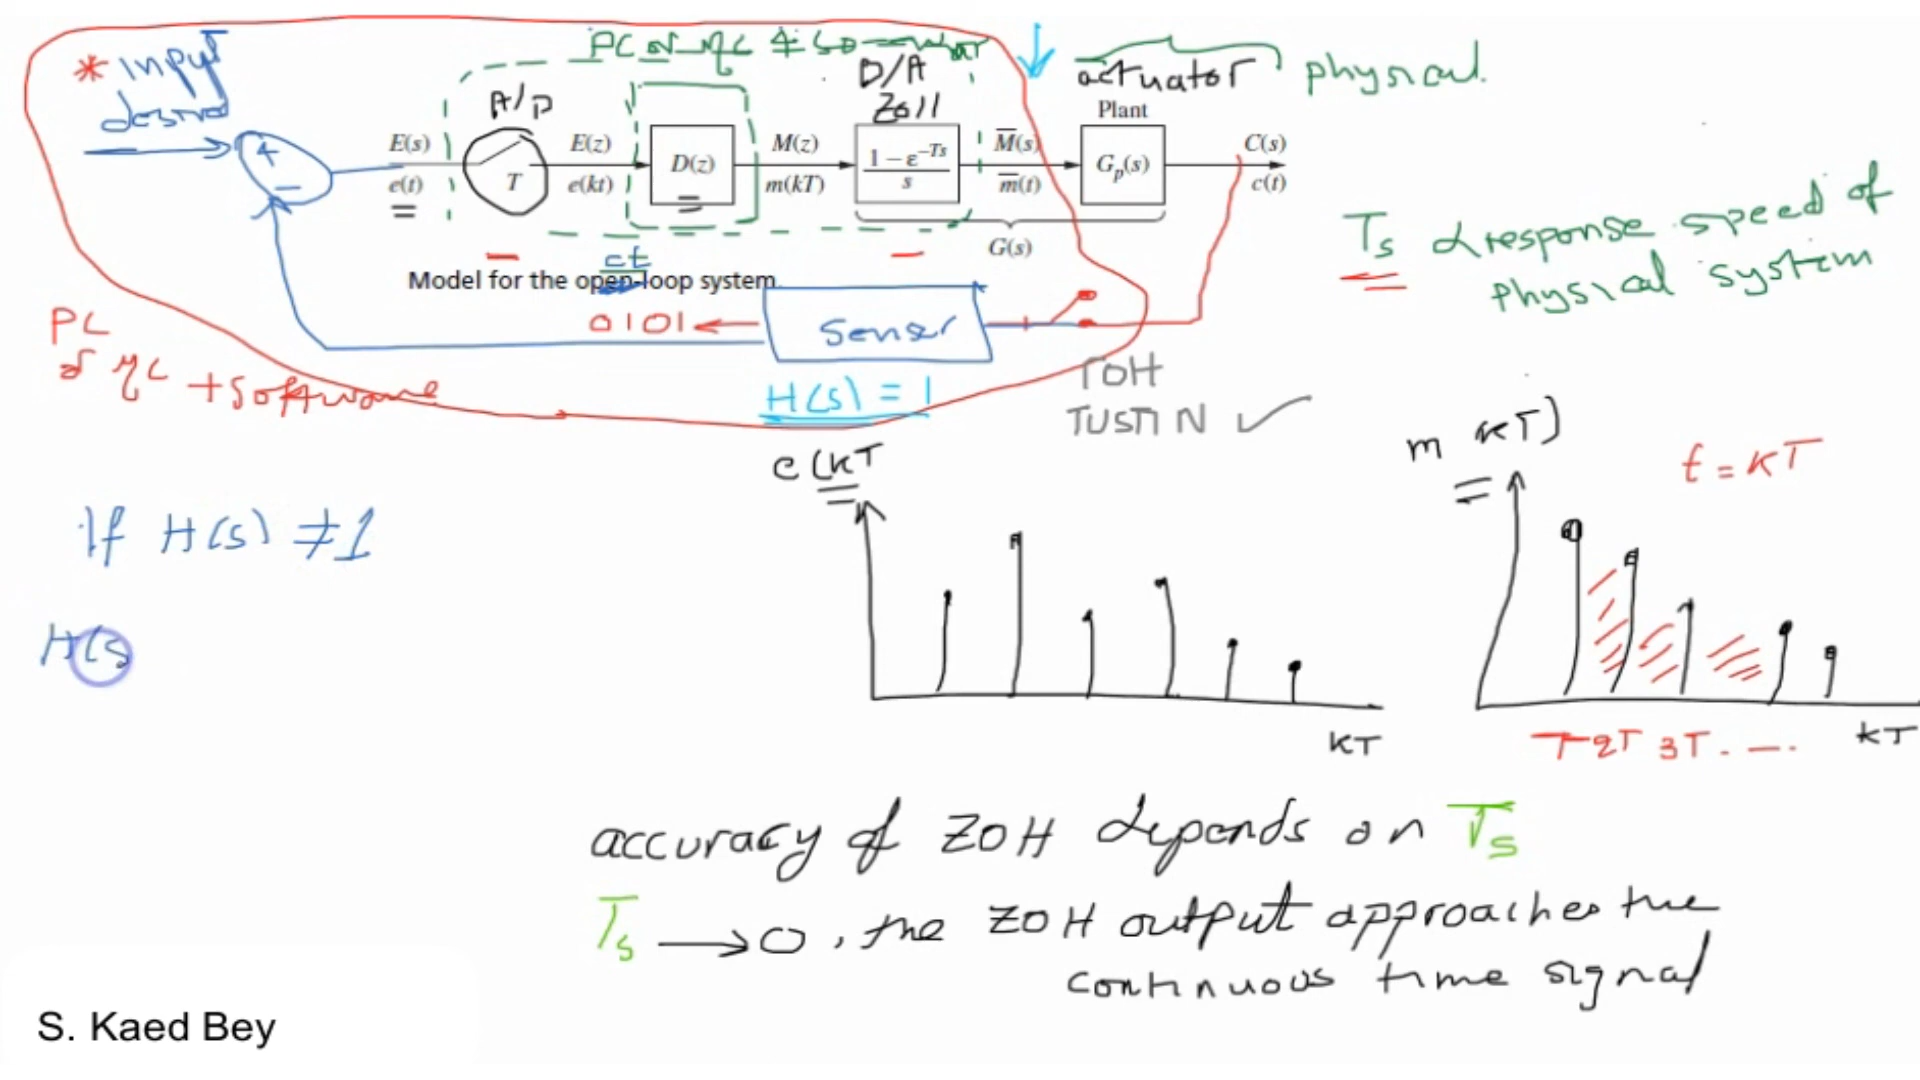 PC or μC + software
* Input
desired
+
−
A/D
D/A
ZOH
actuator
physical
Plant
E(s)
e(t)
T
E(z)
e(kt)
D(z)
M(z)
m(kT)
1 − ε^−Ts
s
M̅(s)
m̅(t)
Gp(s)
C(s)
c(t)
G(s)
Model for the open-loop system
0101
Sensor
H(s) = 1
PC
or μC + Software
Ts α response speed of
physical system
TUSTIN ✓
If H(s) ≠ 1
H(s
e(kT
KT
m (KT)
t = KT
T 2T 3T . — .
KT
accuracy of ZOH depends on Ts
Ts → 0, the ZOH output approaches the
continuous time signal
S. Kaed Bey